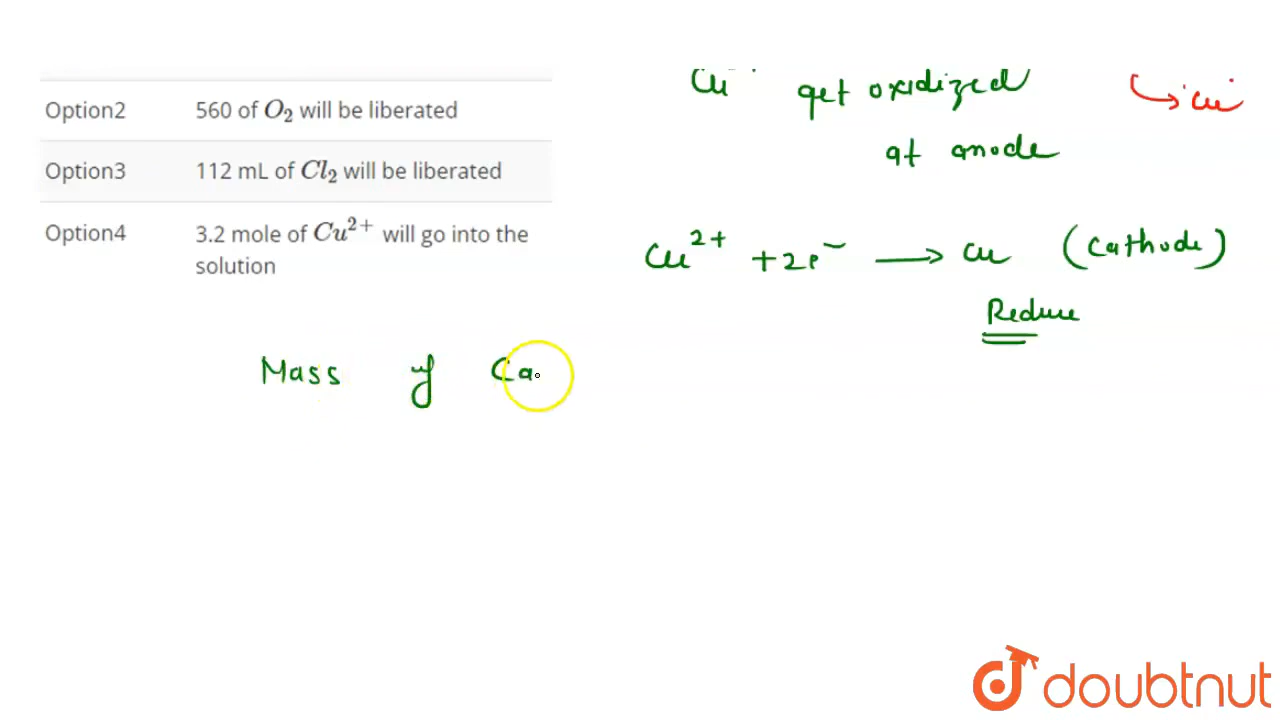 Option2 560 of O₂ will be liberated
Option3 112 mL of Cl₂ will be liberated
Option4 3.2 mole of Cu²⁺ will go into the
solution
Cu get oxidized
at anode
Cu²⁺ + 2e⁻ → Cu (Cathode)
Reduce
Mass of Ca
doubtnut